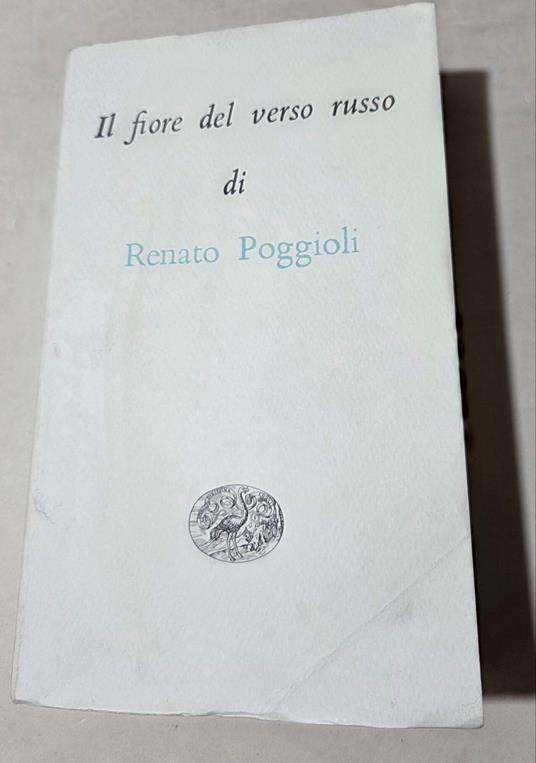 Il fiore del verso russo
di
Renato Poggioli